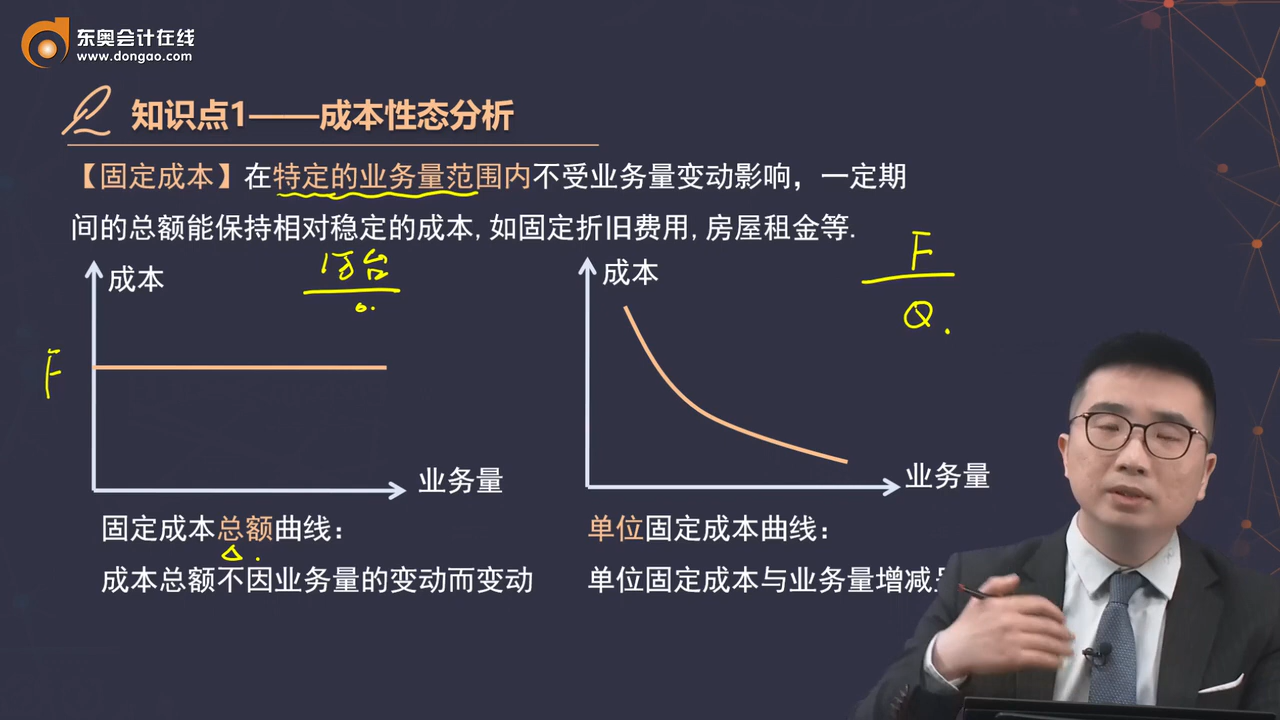 东奥会计在线
www.dongao.com
知识点1——成本性态分析
【固定成本】在特定的业务量范围内不受业务量变动影响，一定期
间的总额能保持相对稳定的成本，如固定折旧费用，房屋租金等.
成本
1万台
成本
F
Q.
F
业务量
业务量
固定成本总额曲线：
单位固定成本曲线：
成本总额不因业务量的变动而变动
单位固定成本与业务量增减